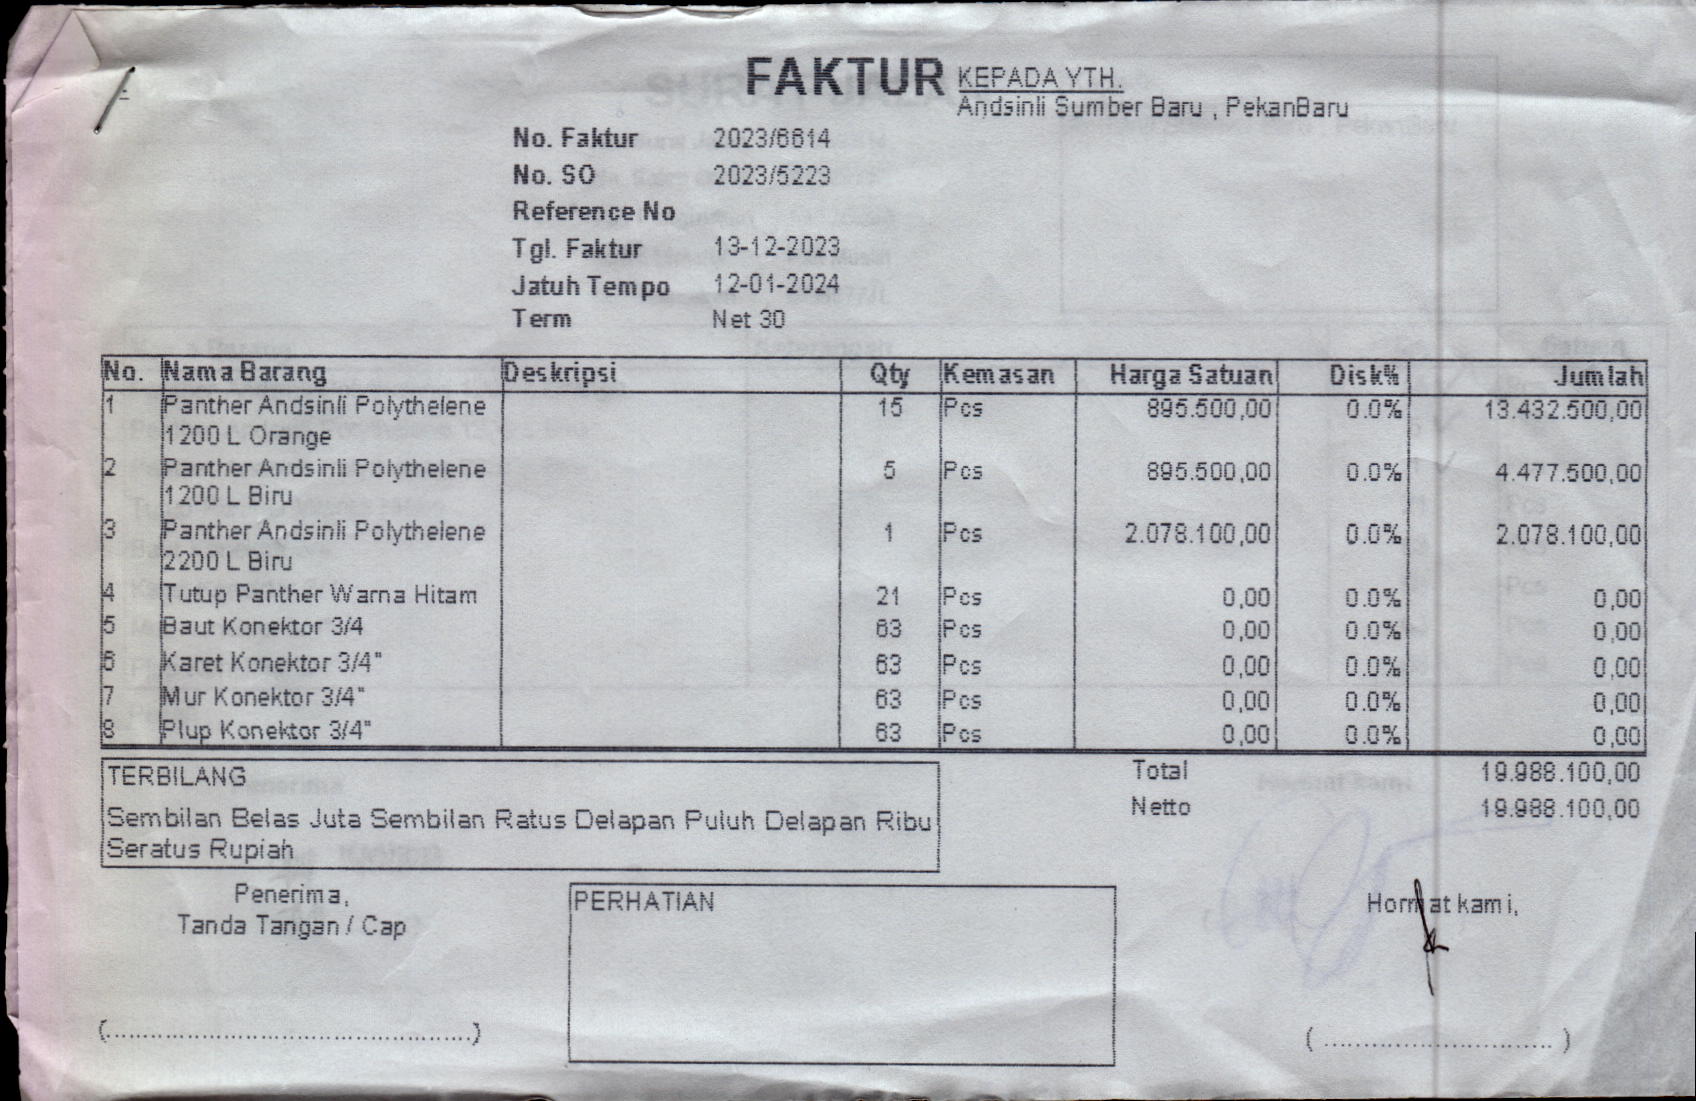 FAKTUR
KEPADA YTH.
Andsinli Sumber Baru , PekanBaru
No. Faktur 2023/6614
No. SO 2023/5223
Reference No
Tgl. Faktur 13-12-2023
Jatuh Tempo 12-01-2024
Term Net 30
No. Nama Barang Deskripsi Qty Kemasan Harga Satuan Disk% Jumlah
1 Panther Andsinli Polythelene 15 Pcs 895.500,00 0.0% 13.432.500,00
1200 L Orange
2 Panther Andsinli Polythelene 5 Pcs 895.500,00 0.0% 4.477.500,00
1200 L Biru
3 Panther Andsinli Polythelene 1 Pcs 2.078.100,00 0.0% 2.078.100,00
2200 L Biru
4 Tutup Panther Warna Hitam 21 Pcs 0,00 0.0% 0,00
5 Baut Konektor 3/4 63 Pcs 0,00 0.0% 0,00
6 Karet Konektor 3/4" 63 Pcs 0,00 0.0% 0,00
7 Mur Konektor 3/4" 63 Pcs 0,00 0.0% 0,00
8 Plup Konektor 3/4" 63 Pcs 0,00 0.0% 0,00
TERBILANG
Sembilan Belas Juta Sembilan Ratus Delapan Puluh Delapan Ribu
Seratus Rupiah
Total 19.988.100,00
Netto 19.988.100,00
Penerima,
Tanda Tangan / Cap
PERHATIAN
Hormat kami,
(................................................)
( ............................. )